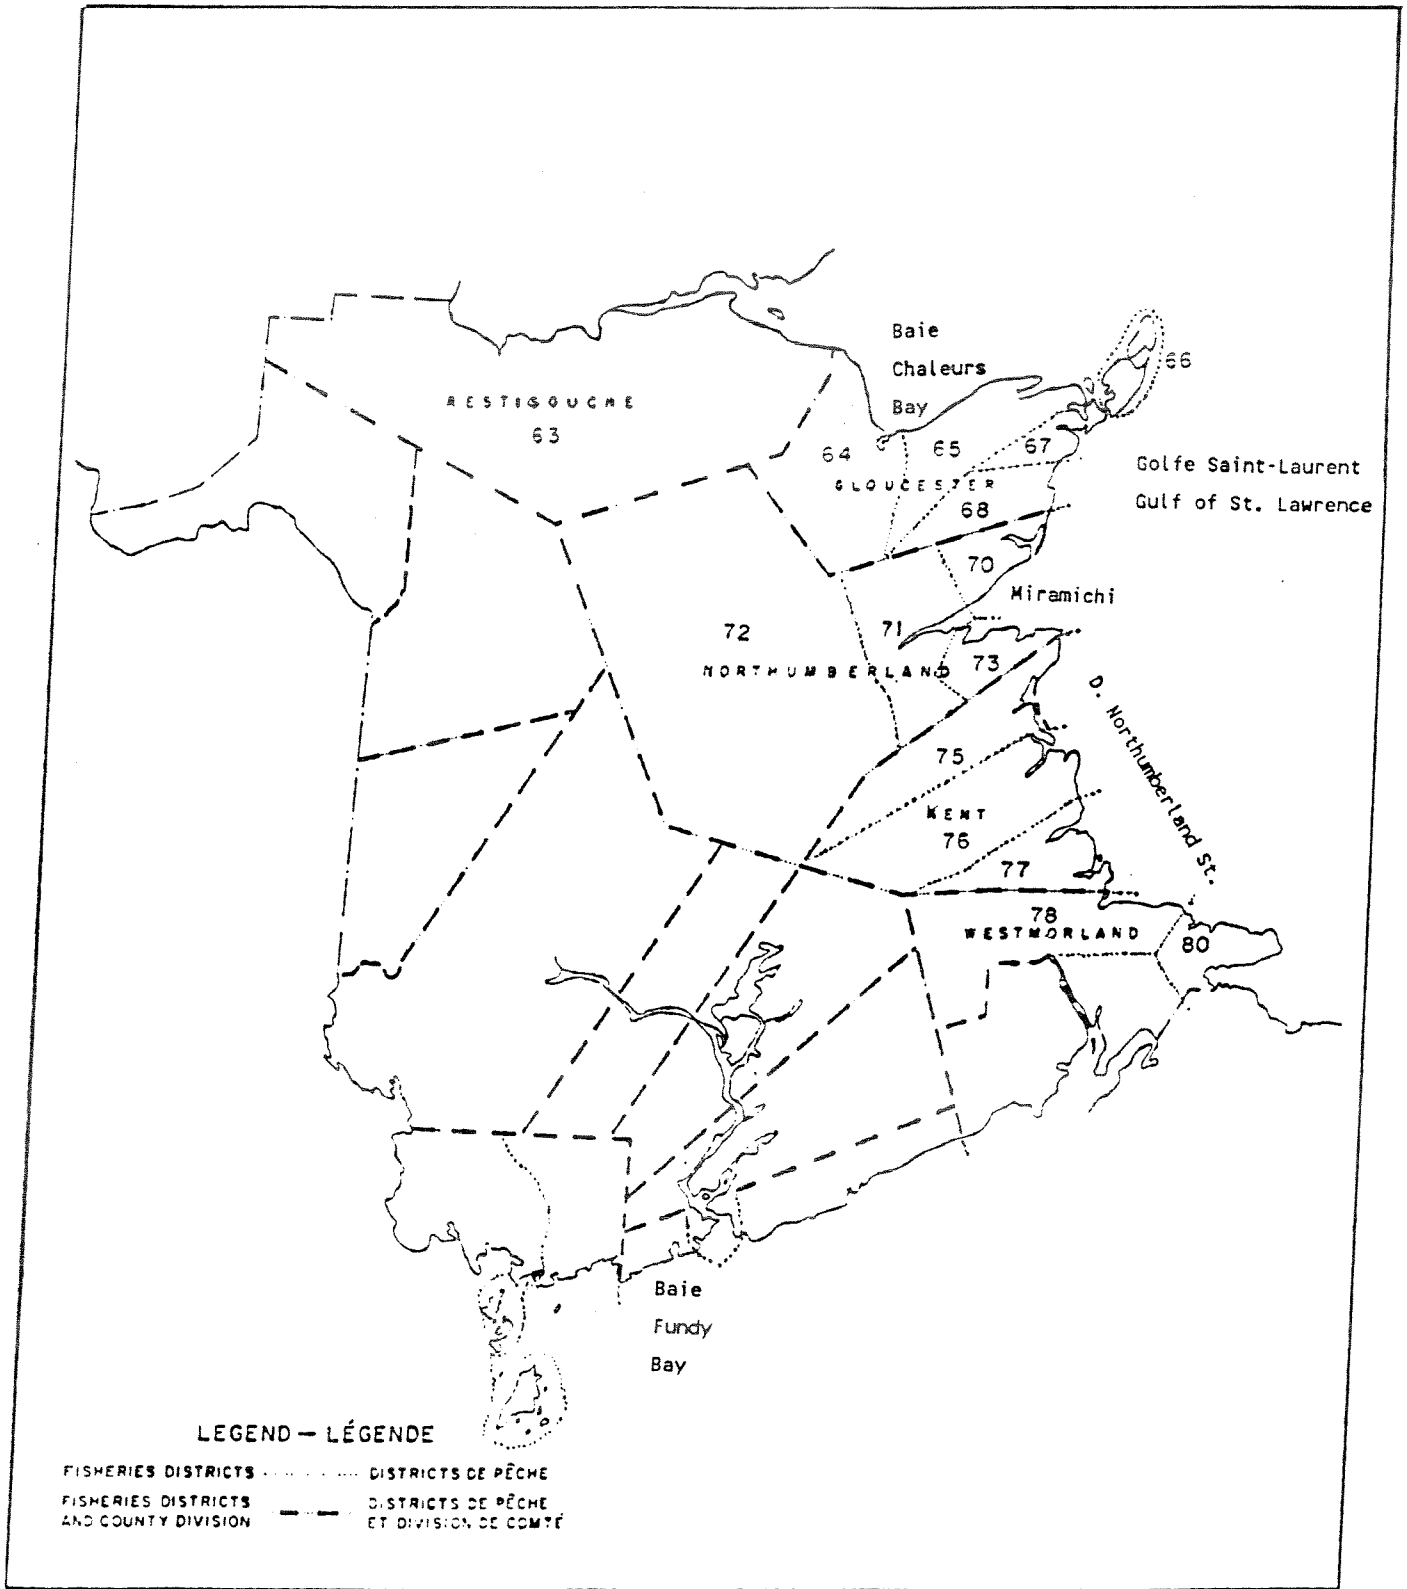 Baie
Chaleurs
Bay
66
RESTIGOUCHE
63
64
65
67
GLOUCESTER
68
Golfe Saint-Laurent
Gulf of St. Lawrence
70
Miramichi
72
71
73
NORTHUMBERLAND
D. Northumberland St.
75
KENT
76
77
78
WESTMORLAND
80
Baie
Fundy
Bay
LEGEND — LÉGENDE
FISHERIES DISTRICTS ........ DISTRICTS DE PÊCHE
FISHERIES DISTRICTS DISTRICTS DE PÊCHE
AND COUNTY DIVISION ET DIVISION DE COMTÉ